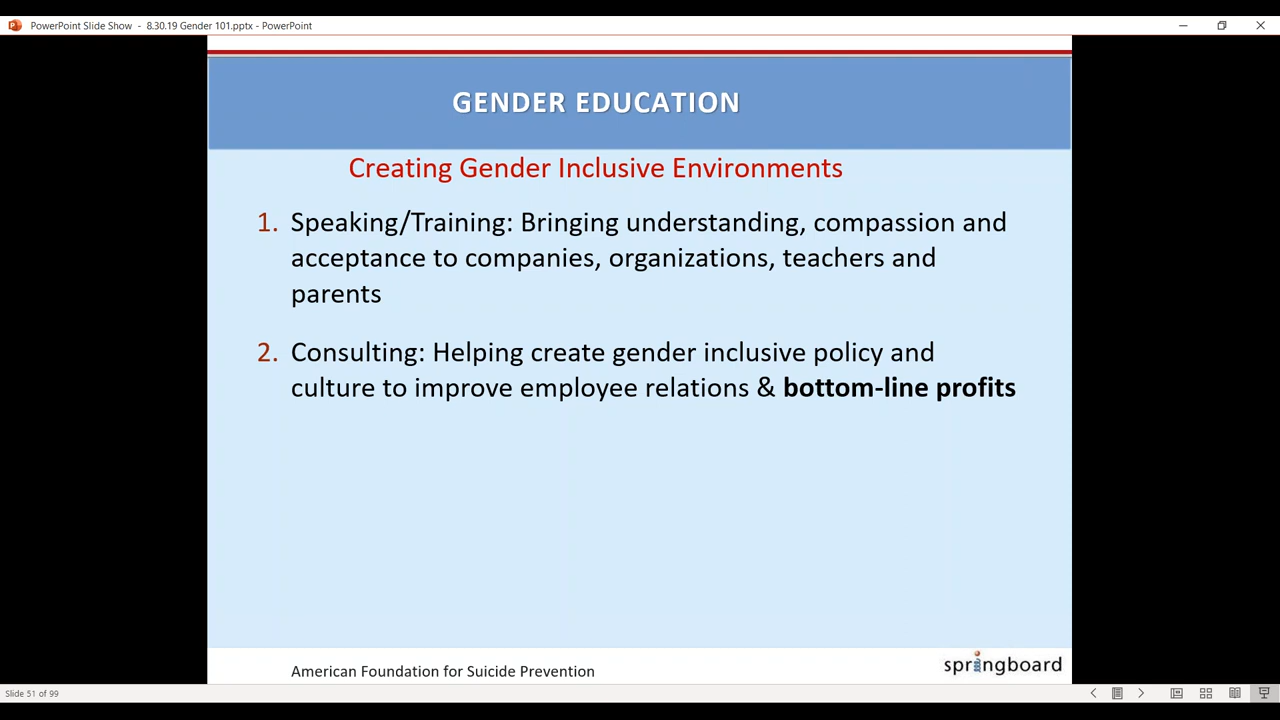 PowerPoint Slide Show - 8.30.19 Gender 101.pptx - PowerPoint
GENDER EDUCATION
Creating Gender Inclusive Environments
1. Speaking/Training: Bringing understanding, compassion and
acceptance to companies, organizations, teachers and
parents
2. Consulting: Helping create gender inclusive policy and
culture to improve employee relations & bottom-line profits
American Foundation for Suicide Prevention
springboard
Slide 51 of 99